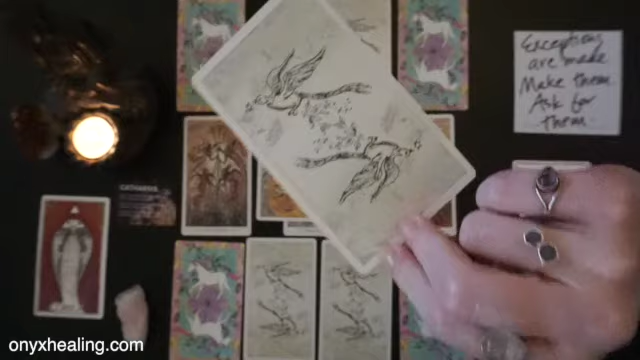 Exceptions
are made
Make them
Ask for
them.
CATHARSIS
onyxhealing.com